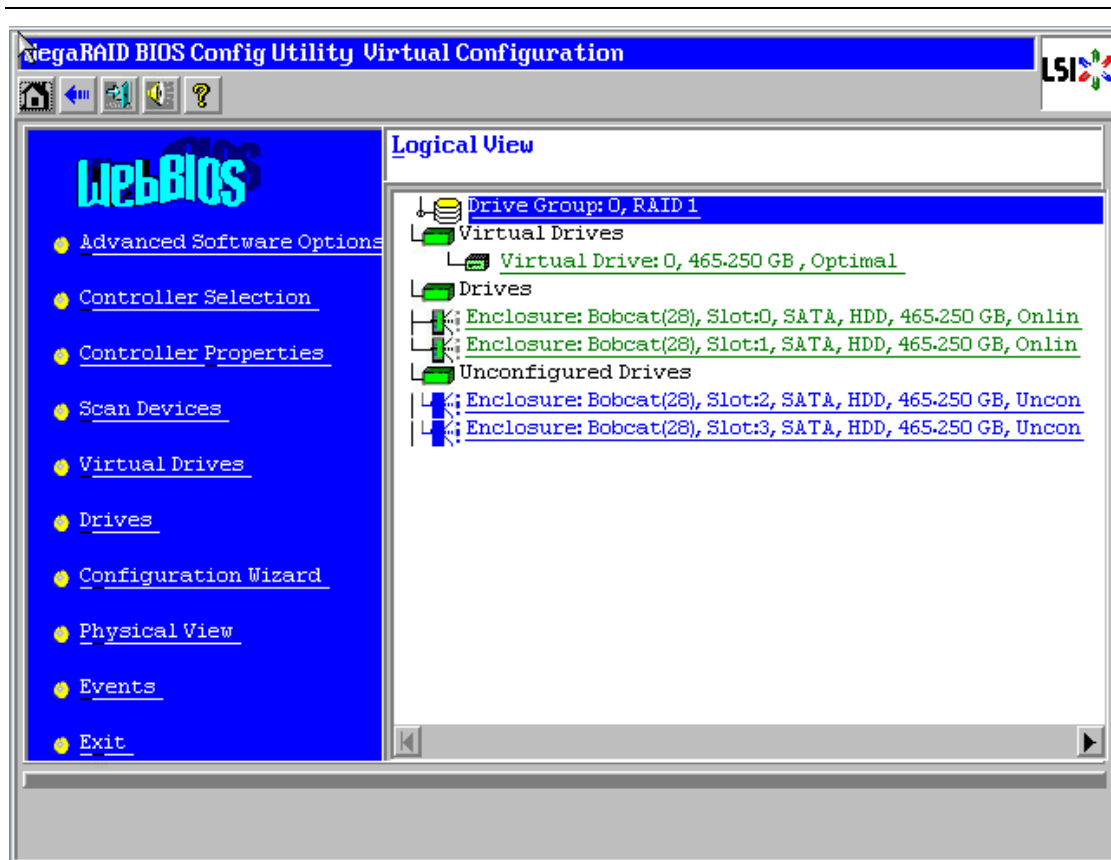 egaRAID BIOS Config Utility Virtual Configuration
LSI
?
WebBIOS
Advanced Software Options
Controller Selection
Controller Properties
Scan Devices
Virtual Drives
Drives
Configuration Wizard
Physical View
Events
Exit
Logical View
Drive Group: 0, RAID 1
Virtual Drives
Virtual Drive: 0, 465.250 GB , Optimal
Drives
Enclosure: Bobcat(28), Slot:0, SATA, HDD, 465.250 GB, Onlin
Enclosure: Bobcat(28), Slot:1, SATA, HDD, 465.250 GB, Onlin
Unconfigured Drives
Enclosure: Bobcat(28), Slot:2, SATA, HDD, 465.250 GB, Uncon
Enclosure: Bobcat(28), Slot:3, SATA, HDD, 465.250 GB, Uncon